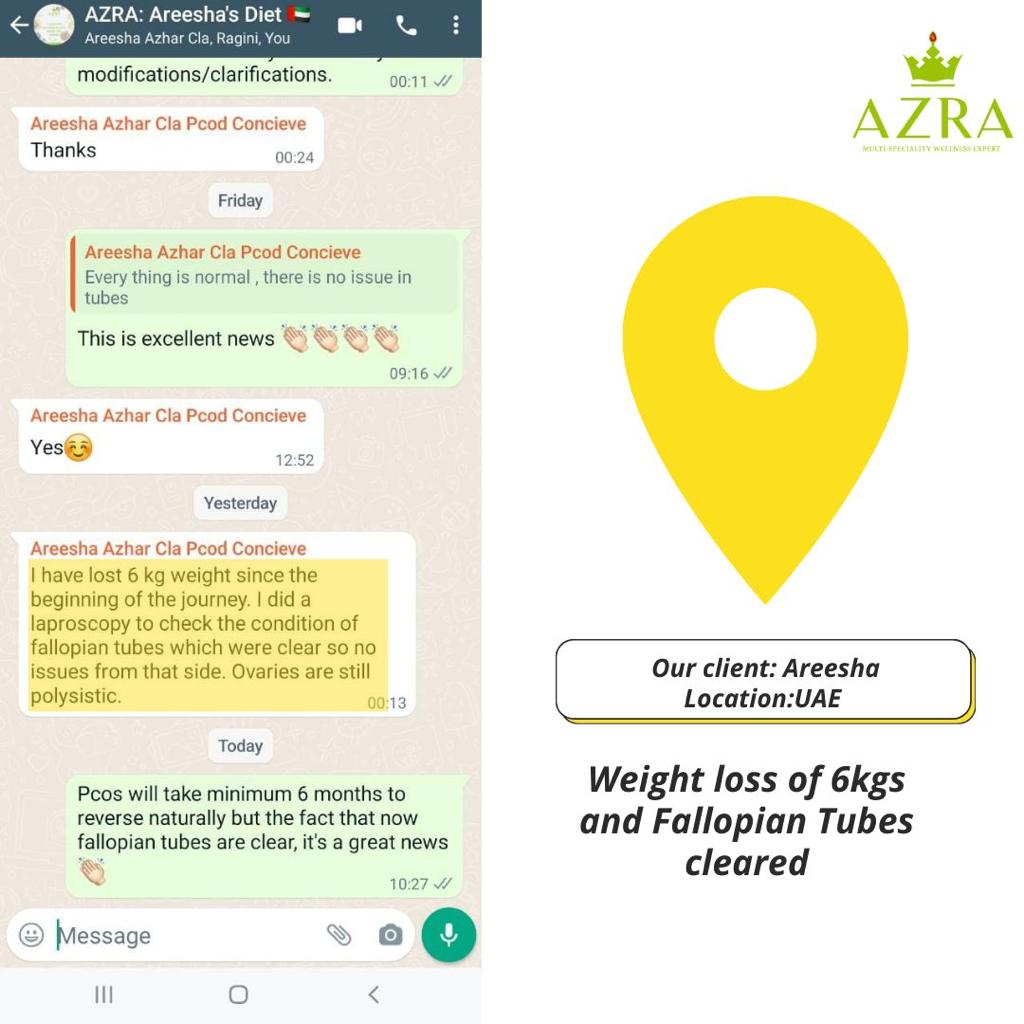 AZRA: Areesha's Diet
Areesha Azhar Cla, Ragini, You
modifications/clarifications.
00:11
Areesha Azhar Cla Pcod Concieve
Thanks
00:24
Friday
Areesha Azhar Cla Pcod Concieve
Every thing is normal , there is no issue in
tubes
This is excellent news 👏🏻👏🏻👏🏻👏🏻
09:16
Areesha Azhar Cla Pcod Concieve
Yes☺️
12:52
Yesterday
Areesha Azhar Cla Pcod Concieve
I have lost 6 kg weight since the
beginning of the journey. I did a
laproscopy to check the condition of
fallopian tubes which were clear so no
issues from that side. Ovaries are still
polysistic.
00:13
Today
Pcos will take minimum 6 months to
reverse naturally but the fact that now
fallopian tubes are clear, it's a great news
👏🏻
10:27
Message
AZRA
MULTI-SPECIALITY WELLNESS EXPERT
Our client: Areesha
Location:UAE
Weight loss of 6kgs
and Fallopian Tubes
cleared